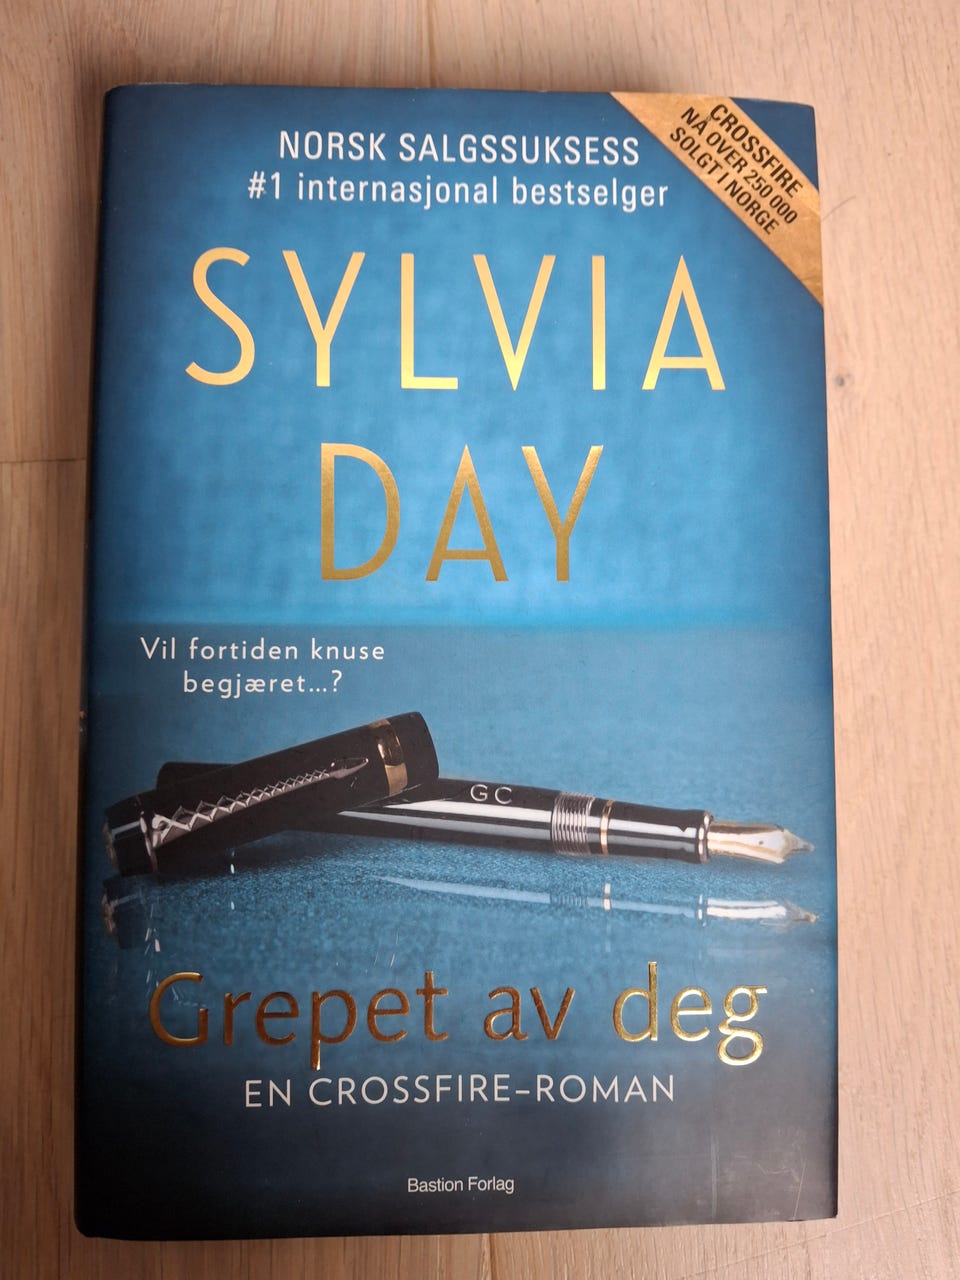 NORSK SALGSSUKSESS
#1 internasjonal bestselger
CROSSFIRE
NÅ OVER 250 000
SOLGT I NORGE
SYLVIA
DAY
Vil fortiden knuse
begjæret...?
GC
Grepet av deg
EN CROSSFIRE-ROMAN
Bastion Forlag